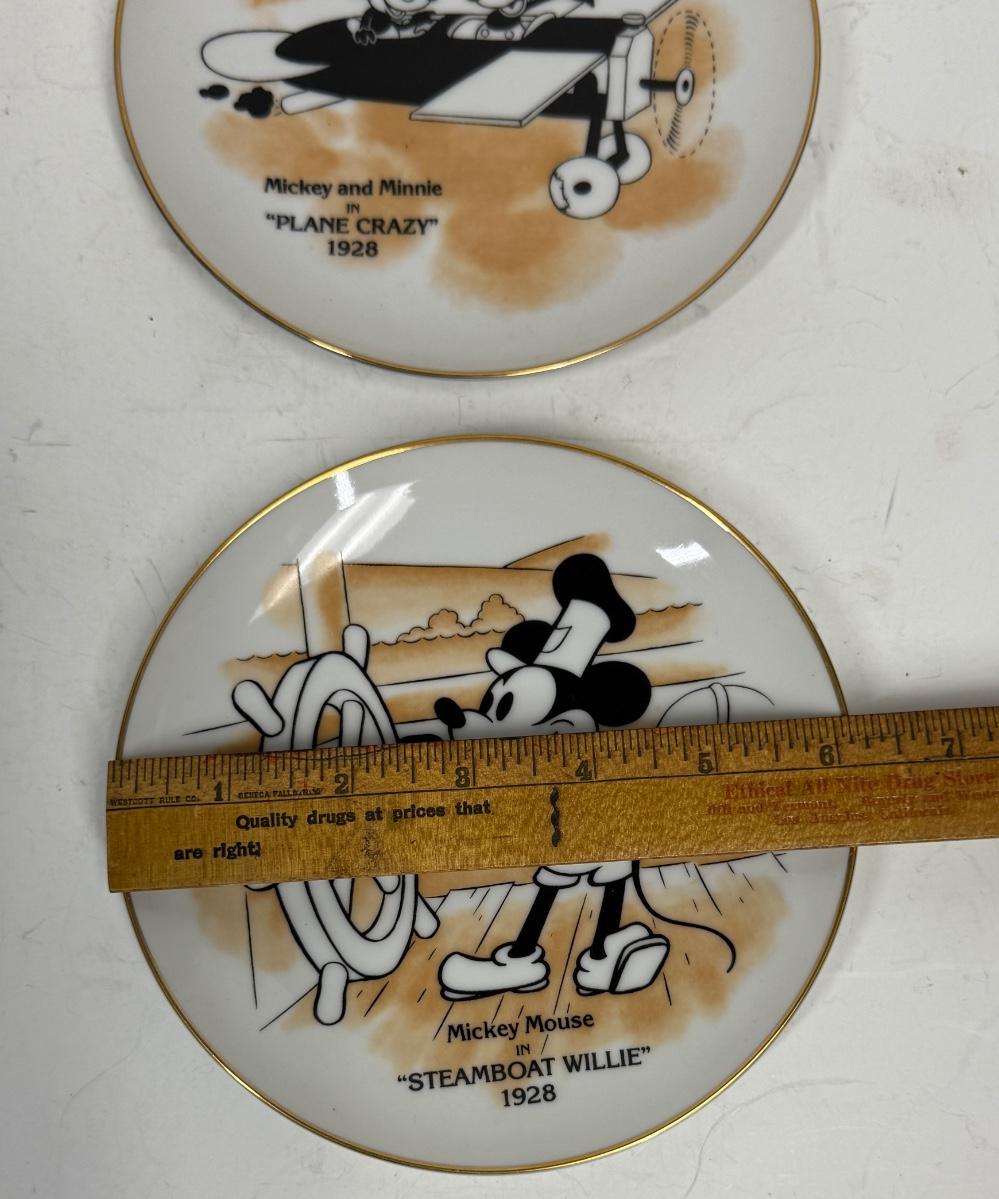 Mickey and Minnie
IN
"PLANE CRAZY"
1928
1 2 3 4 5 6 7
WESTCOTT RULE CO. SENECA FALLS, N.Y.
Ethical All Nite Drug Store
Quality drugs at prices that
are right.
Los Angeles, California
Mickey Mouse
IN
"STEAMBOAT WILLIE"
1928